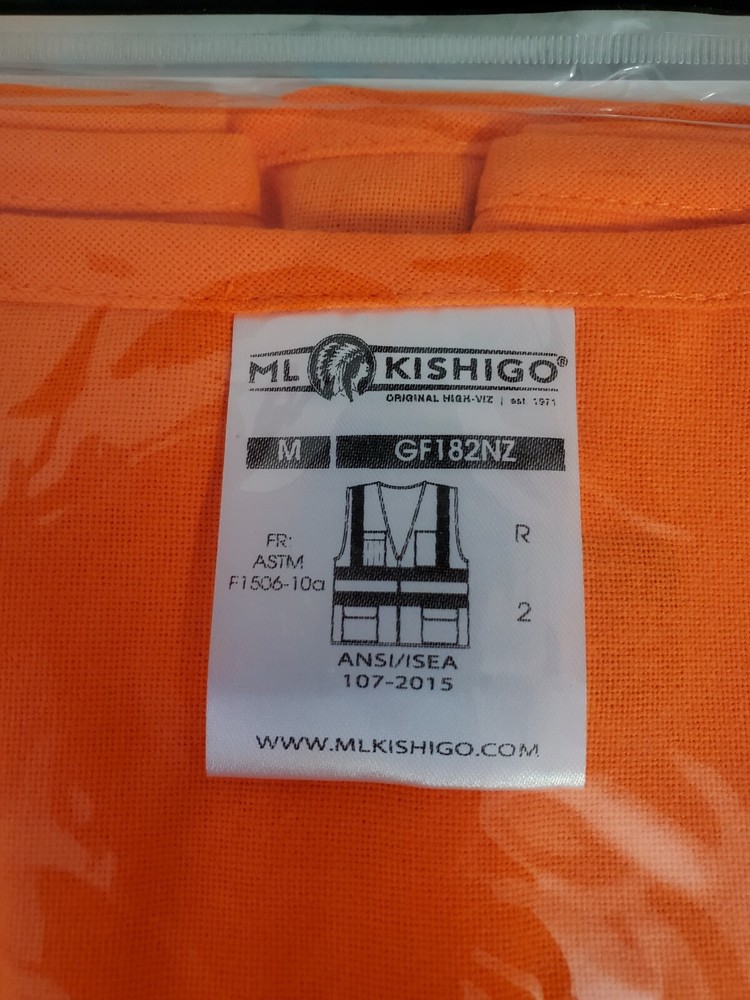 ML KISHIGO®
ORIGINAL HIGH-VIZ | est. 1971
M GF182NZ
FR:
ASTM
F1506-10a
R
2
ANSI/ISEA
107-2015
WWW.MLKISHIGO.COM